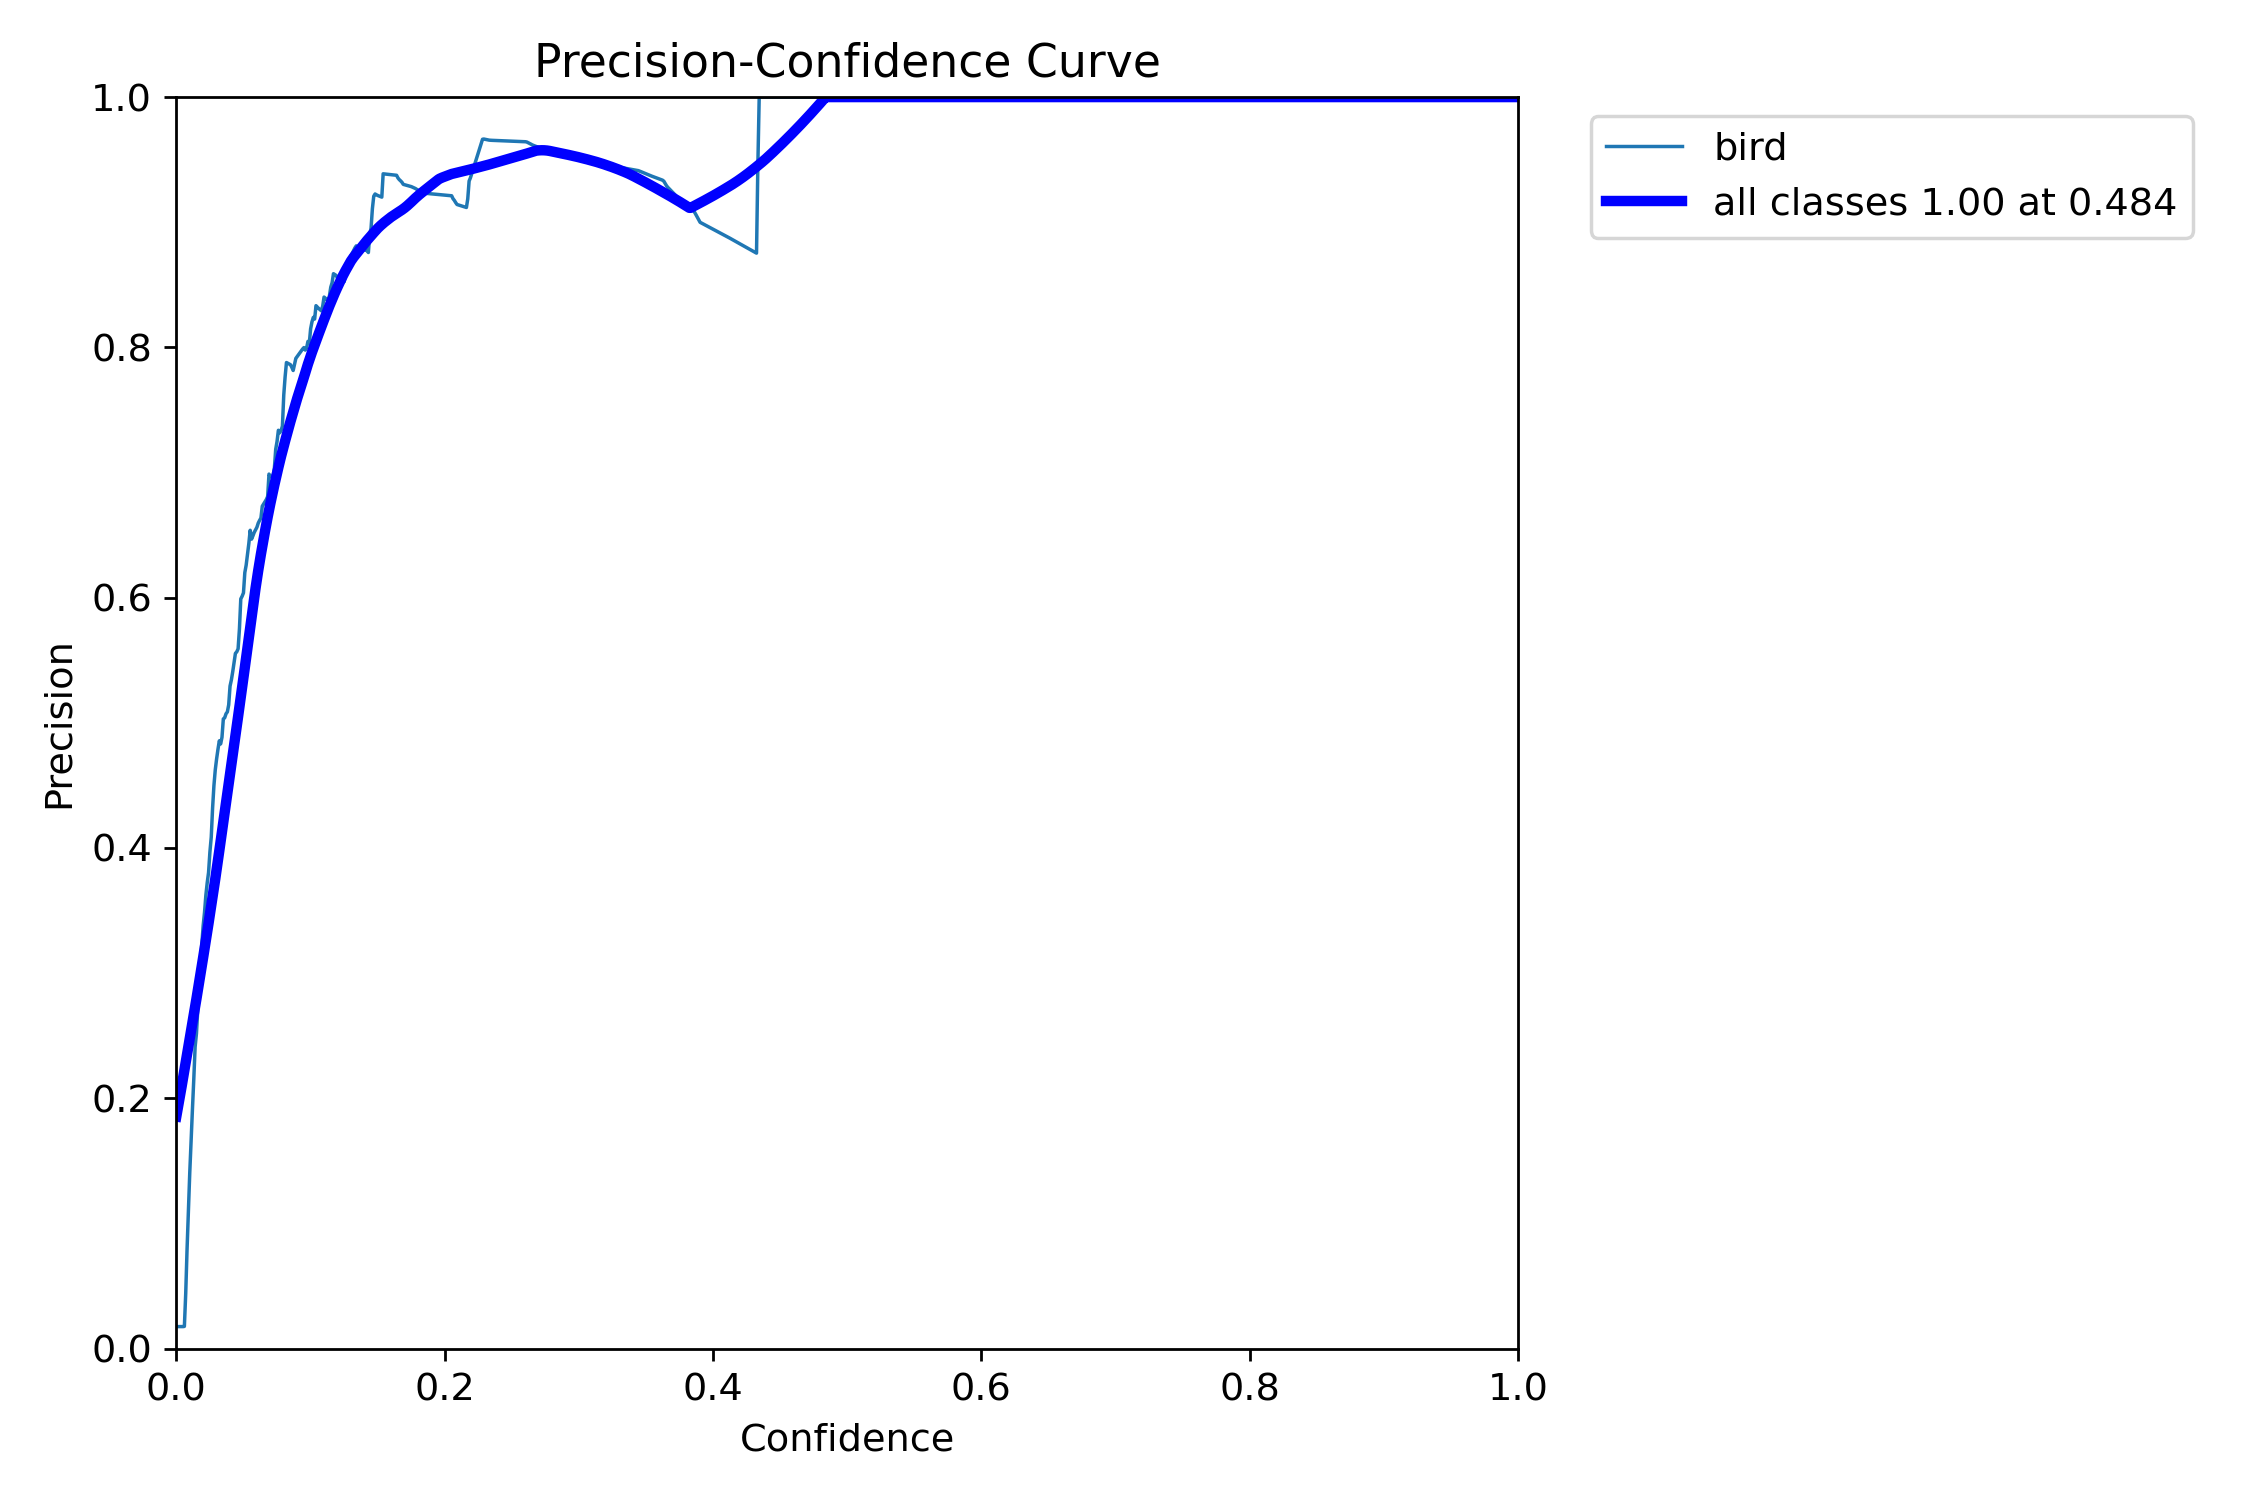 Precision-Confidence Curve
1.0
0.8
0.6
0.4
0.2
0.0
Precision
0.0 0.2 0.4 0.6 0.8 1.0
Confidence
bird
all classes 1.00 at 0.484